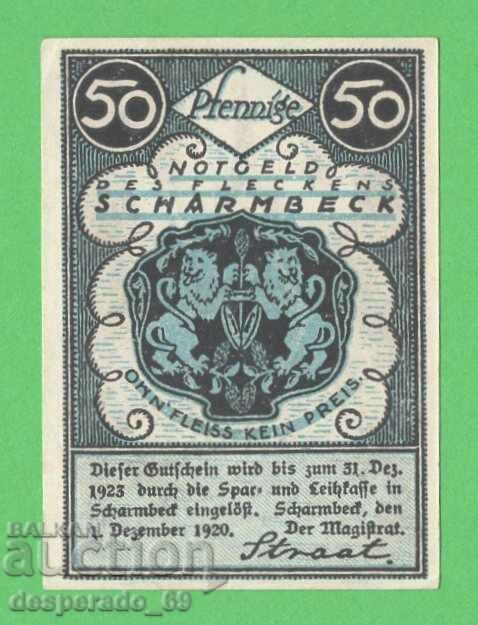 50 Pfennige 50
NOTGELD
DES FLECKENS
SCHARMBECK
OHN' FLEISS KEIN PREIS.
Dieser Gutschein wird bis zum 31. Dez.
1923 durch die Spar- und Leihkasse in
Scharmbeck eingelöst. Scharmbeck, den
1. Dezember 1920. Der Magistrat.
Straat.
BALKAN
auction
desperado_69